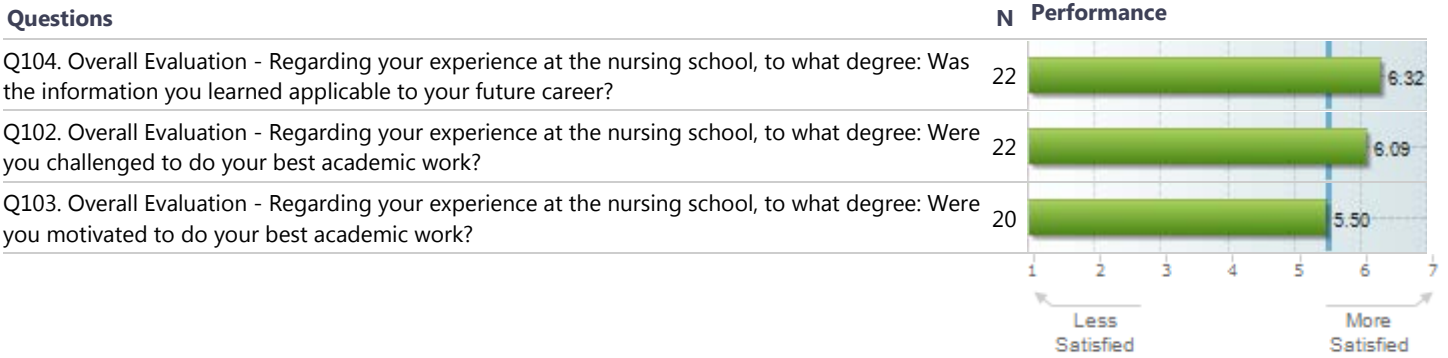 Questions N Performance
Q104. Overall Evaluation - Regarding your experience at the nursing school, to what degree: Was
the information you learned applicable to your future career?
22
6.32
Q102. Overall Evaluation - Regarding your experience at the nursing school, to what degree: Were
you challenged to do your best academic work?
22
6.09
Q103. Overall Evaluation - Regarding your experience at the nursing school, to what degree: Were
you motivated to do your best academic work?
20
5.50
1 2 3 4 5 6 7
Less
Satisfied
More
Satisfied